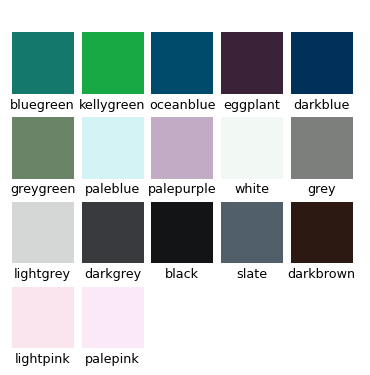 bluegreen kellygreen oceanblue eggplant darkblue
greygreen paleblue palepurple white grey
lightgrey darkgrey black slate darkbrown
lightpink palepink